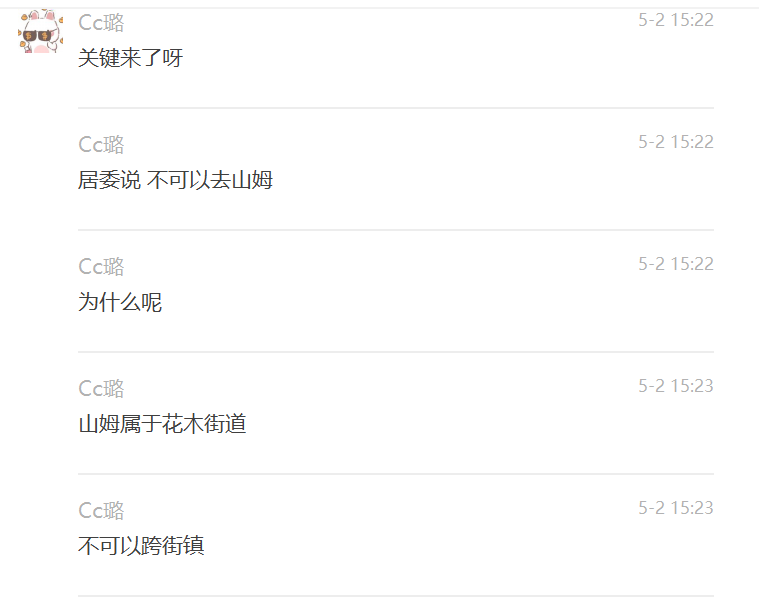 Cc璐
5-2 15:22
关键来了呀
Cc璐
5-2 15:22
居委说 不可以去山姆
Cc璐
5-2 15:22
为什么呢
Cc璐
5-2 15:23
山姆属于花木街道
Cc璐
5-2 15:23
不可以跨街镇